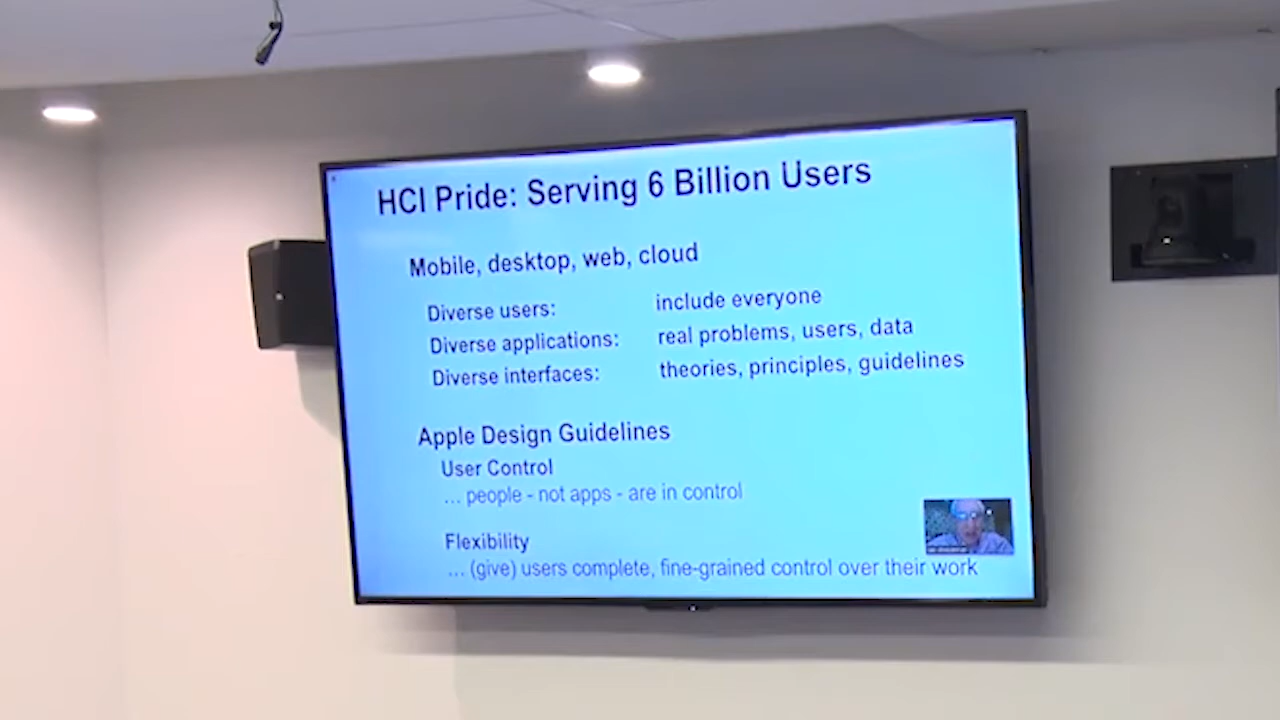 HCI Pride: Serving 6 Billion Users
Mobile, desktop, web, cloud
Diverse users: include everyone
Diverse applications: real problems, users, data
Diverse interfaces: theories, principles, guidelines
Apple Design Guidelines
User Control
... people - not apps - are in control
Flexibility
... (give) users complete, fine-grained control over their work